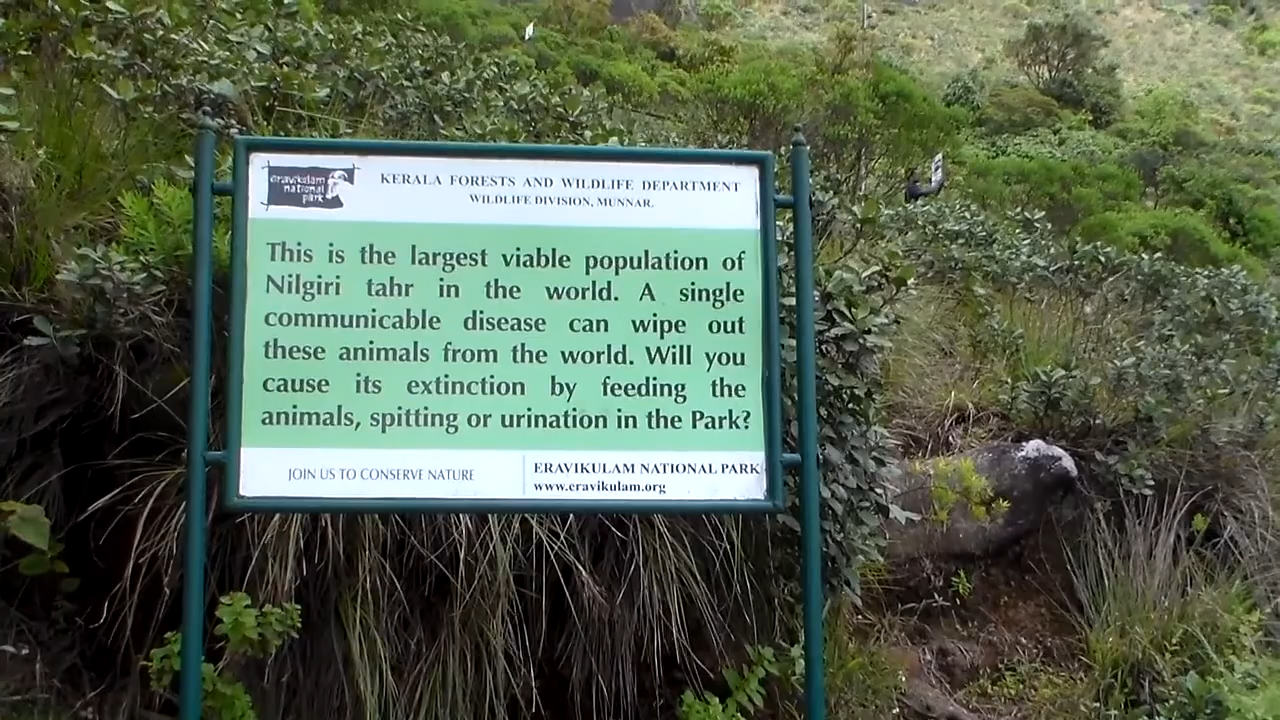 eravikulam
national
park
KERALA FORESTS AND WILDLIFE DEPARTMENT
WILDLIFE DIVISION, MUNNAR.
This is the largest viable population of
Nilgiri tahr in the world. A single
communicable disease can wipe out
these animals from the world. Will you
cause its extinction by feeding the
animals, spitting or urination in the Park?
JOIN US TO CONSERVE NATURE
ERAVIKULAM NATIONAL PARK
www.eravikulam.org